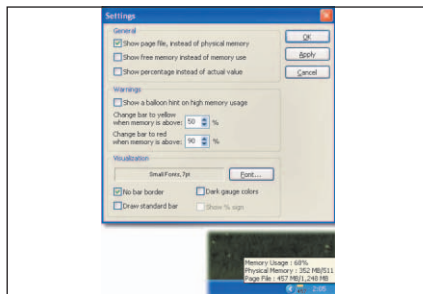 Settings
General
Show page file, instead of physical memory
Show free memory instead of memory use
Show percentage instead of actual value
OK
Apply
Cancel
Warnings
Show a balloon hint on high memory usage
Change bar to yellow
when memory is above: 50 %
Change bar to red
when memory is above: 90 %
Visualization
Small Fonts, 7pt
Font...
No bar border
Dark gauge colors
Draw standard bar
Show % sign
Memory Usage : 68%
Physical Memory : 352 MB/511
Page File : 457 MB/1,248 MB
2:05